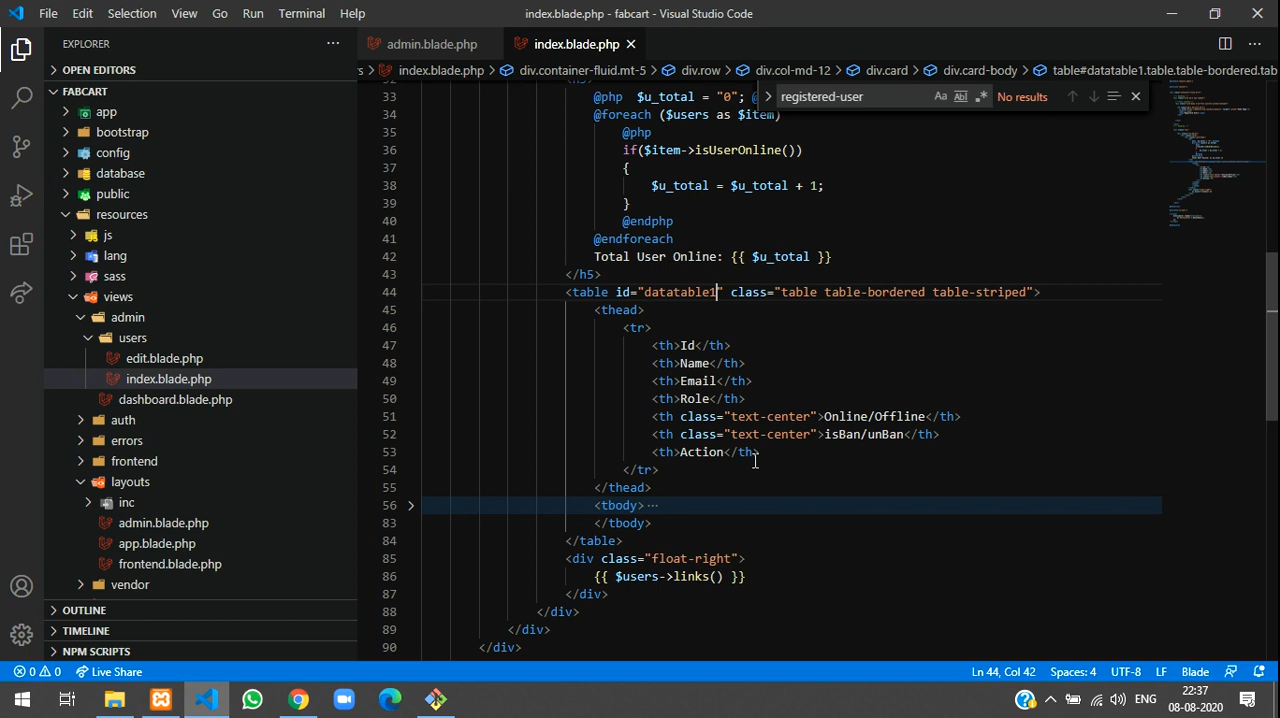 File Edit Selection View Go Run Terminal Help
index.blade.php - fabcart - Visual Studio Code
EXPLORER
OPEN EDITORS
FABCART
app
bootstrap
config
database
public
resources
js
lang
sass
views
admin
users
edit.blade.php
index.blade.php
dashboard.blade.php
auth
errors
frontend
layouts
inc
admin.blade.php
app.blade.php
frontend.blade.php
vendor
OUTLINE
TIMELINE
NPM SCRIPTS
admin.blade.php index.blade.php
index.blade.php > div.container-fluid.mt-5 > div.row > div.col-md-12 > div.card > div.card-body > table#datatable1.table.table-bordered.tab
registered-user Aa Abl No results
33 @php $u_total = "0";
34 @foreach ($users as $item)
35 @php
36 if($item->isUserOnline())
37 {
38 $u_total = $u_total + 1;
39 }
40 @endphp
41 @endforeach
42 Total User Online: {{ $u_total }}
43 </h5>
44 <table id="datatable1" class="table table-bordered table-striped">
45 <thead>
46 <tr>
47 <th>Id</th>
48 <th>Name</th>
49 <th>Email</th>
50 <th>Role</th>
51 <th class="text-center">Online/Offline</th>
52 <th class="text-center">isBan/unBan</th>
53 <th>Action</th>
54 </tr>
55 </thead>
56 <tbody> ...
83 </tbody>
84 </table>
85 <div class="float-right">
86 {{ $users->links() }}
87 </div>
88 </div>
89 </div>
90 </div>
0 0 Live Share Ln 44, Col 42 Spaces: 4 UTF-8 LF Blade
ENG 22:37
08-08-2020